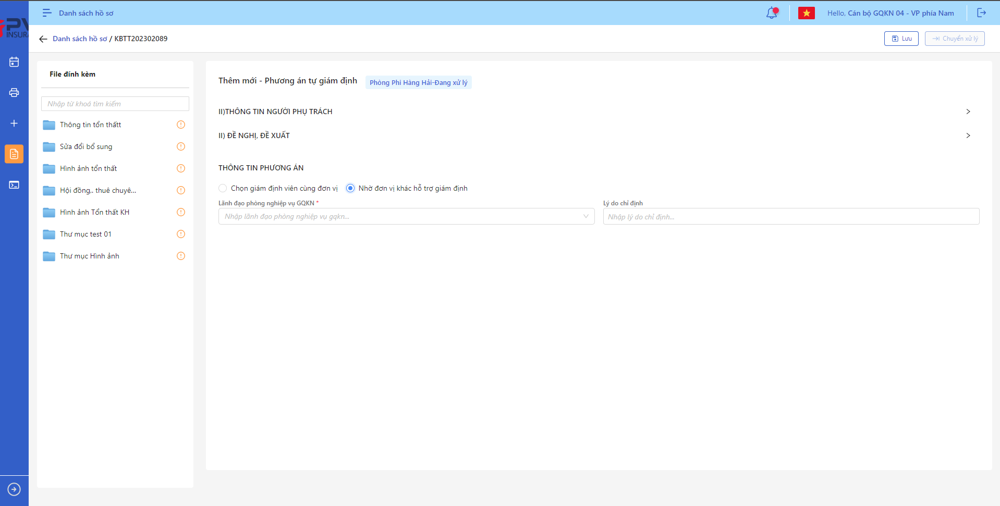 Danh sách hồ sơ
Hello, Cán bộ GQKN 04 - VP phía Nam
PV
INSURA
Danh sách hồ sơ / KBTT202302089
Lưu
Chuyển xử lý
File đính kèm
Nhập từ khoá tìm kiếm
Thông tin tổn thấtt
Sửa đổi bổ sung
Hình ảnh tổn thất
Hội đồng,. thuê chuyê...
Hình ảnh Tổn thất KH
Thư mục test 01
Thư mục Hình ảnh
Thêm mới - Phương án tự giám định
Phòng Phi Hàng Hải-Đang xử lý
II)THÔNG TIN NGƯỜI PHỤ TRÁCH
II) ĐỀ NGHỊ, ĐỀ XUẤT
THÔNG TIN PHƯƠNG ÁN
Chọn giám định viên cùng đơn vị
Nhờ đơn vị khác hỗ trợ giám định
Lãnh đạo phòng nghiệp vụ GQKN *
Nhập lãnh đạo phòng nghiệp vụ gqkn...
Lý do chỉ định
Nhập lý do chỉ định...